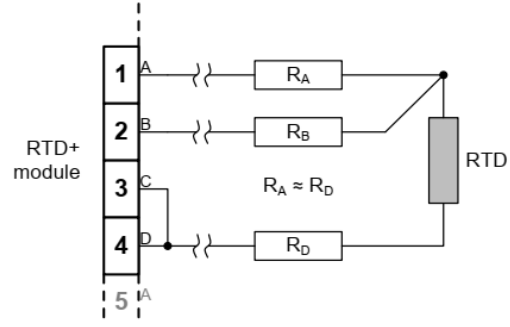 1 A R_A
2 B R_B
RTD+
module
RTD
3 C
R_A ≈ R_D
4 D R_D
5 A